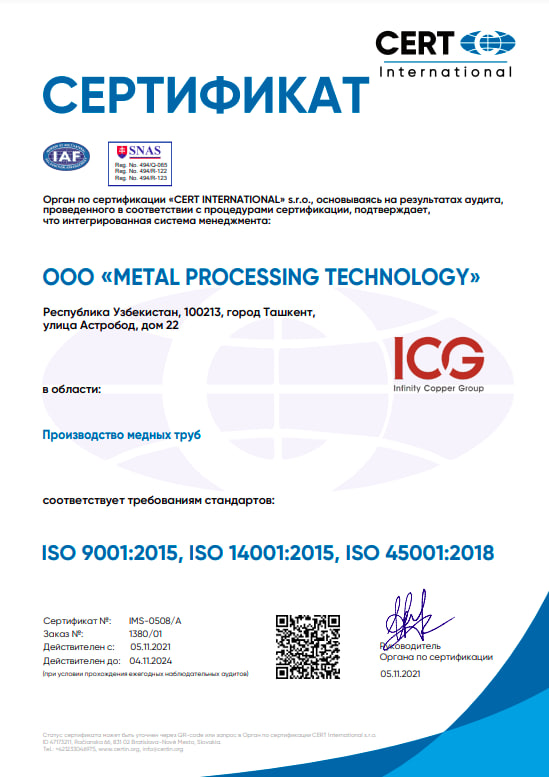 CERT
International
СЕРТИФИКАТ
IAF
SNAS
Reg. No. 494/Q-065
Reg. No. 494/R-122
Reg. No. 494/R-123
Орган по сертификации «CERT INTERNATIONAL» s.r.o., основываясь на результатах аудита,
проведенного в соответствии с процедурами сертификации, подтверждает,
что интегрированная система менеджмента:
ООО «METAL PROCESSING TECHNOLOGY»
Республика Узбекистан, 100213, город Ташкент,
улица Астробод, дом 22
ICG
Infinity Copper Group
в области:
Производство медных труб
соответствует требованиям стандартов:
ISO 9001:2015, ISO 14001:2015, ISO 45001:2018
Сертификат №: IMS-0508/A
Заказ №: 1380/01
Действителен с: 05.11.2021
Действителен до: 04.11.2024
(при условии прохождения ежегодных наблюдательных аудитов)
Руководитель
Органа по сертификации
05.11.2021
Статус сертификата может быть уточнен через QR-code или запрос в Орган по сертификации CERT International s.r.o.
ID 47173211, Račianska 66, 831 02 Bratislava-Nové Mesto, Slovakia.
www.certin.org, info@certin.org